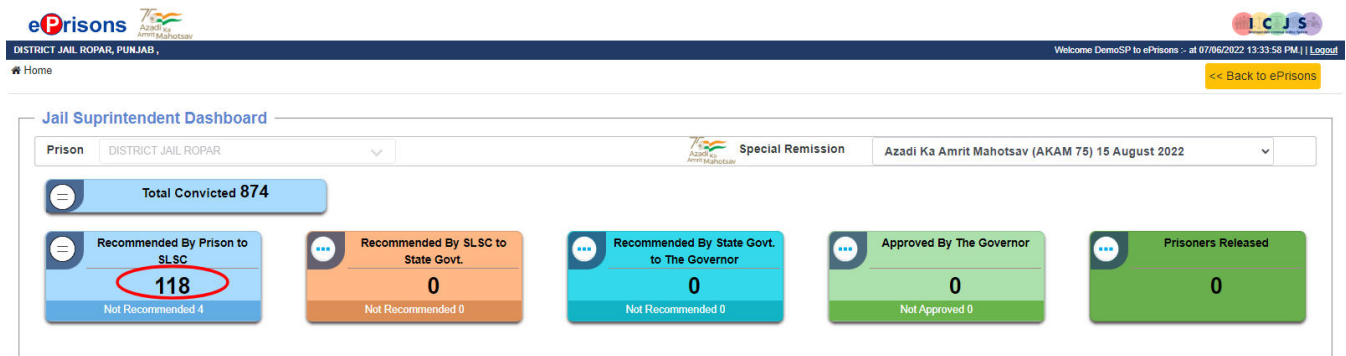 ePrisons
Azadi Ka
Amrit Mahotsav
ICJS
DISTRICT JAIL ROPAR, PUNJAB ,
Welcome DemoSP to ePrisons :- at 07/06/2022 13:33:58 PM.| | Logout
Home
<< Back to ePrisons
Jail Suprintendent Dashboard
Prison
DISTRICT JAIL ROPAR
Azadi Ka
Amrit Mahotsav
Special Remission
Azadi Ka Amrit Mahotsav (AKAM 75) 15 August 2022
Total Convicted 874
Recommended By Prison to
SLSC
118
Not Recommended 4
Recommended By SLSC to
State Govt.
0
Not Recommended 0
Recommended By State Govt.
to The Governor
0
Not Recommended 0
Approved By The Governor
0
Not Approved 0
Prisoners Released
0